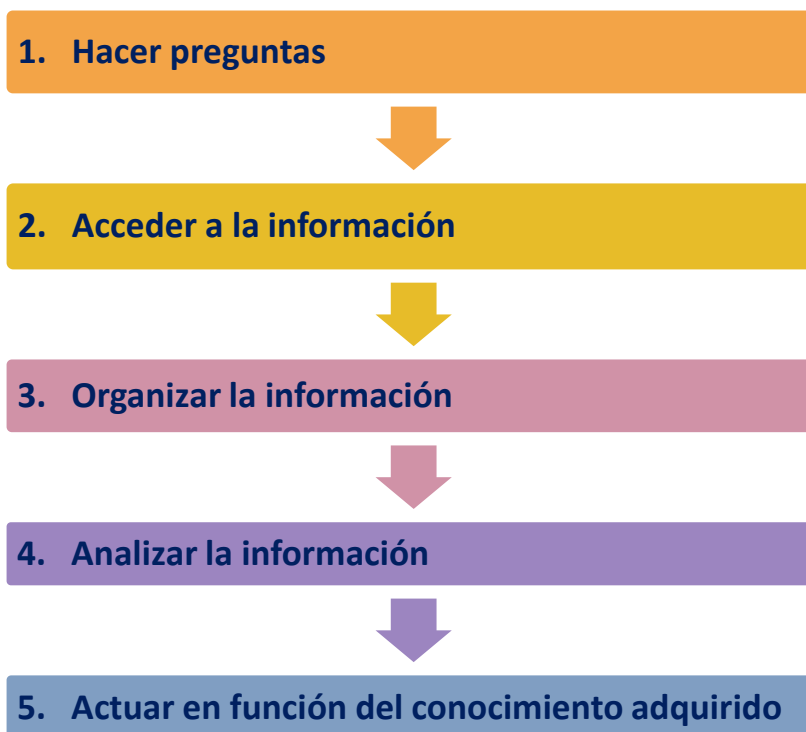 1. Hacer preguntas
2. Acceder a la información
3. Organizar la información
4. Analizar la información
5. Actuar en función del conocimiento adquirido